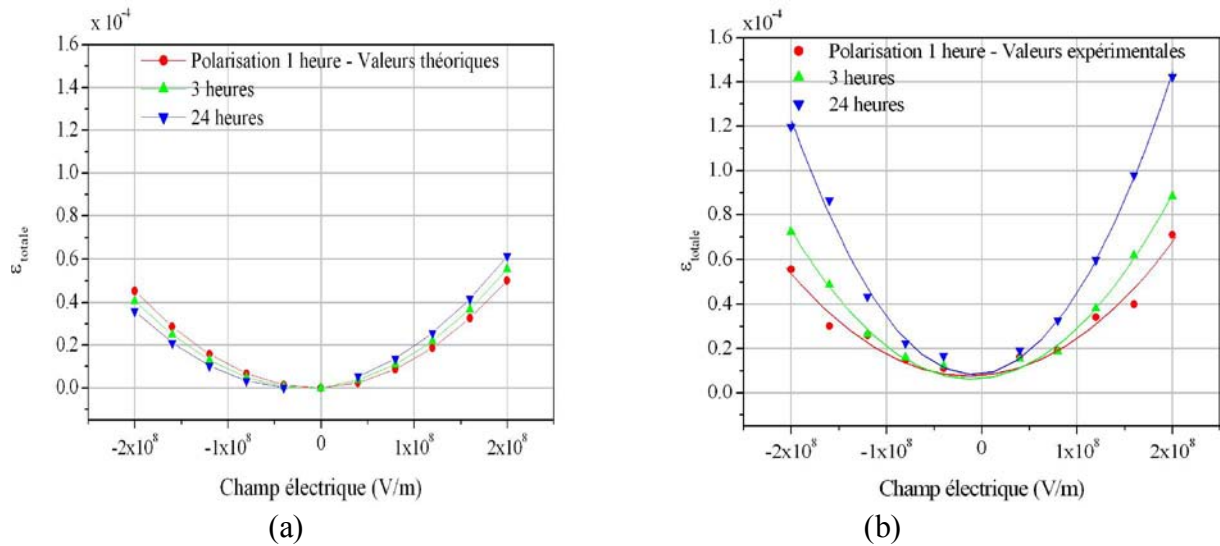 x 10⁻⁴
1.6
1.4
1.2
1.0
0.8
0.6
0.4
0.2
0.0
ε totale
Polarisation 1 heure - Valeurs théoriques
3 heures
24 heures
-2x10⁸
-1x10⁸
0
1x10⁸
2x10⁸
Champ électrique (V/m)
(a)
x10⁻⁴
1.6
1.4
1.2
1.0
0.8
0.6
0.4
0.2
0.0
ε totale
Polarisation 1 heure - Valeurs expérimentales
3 heures
24 heures
-2x10⁸
-1x10⁸
0
1x10⁸
2x10⁸
Champ électrique (V/m)
(b)